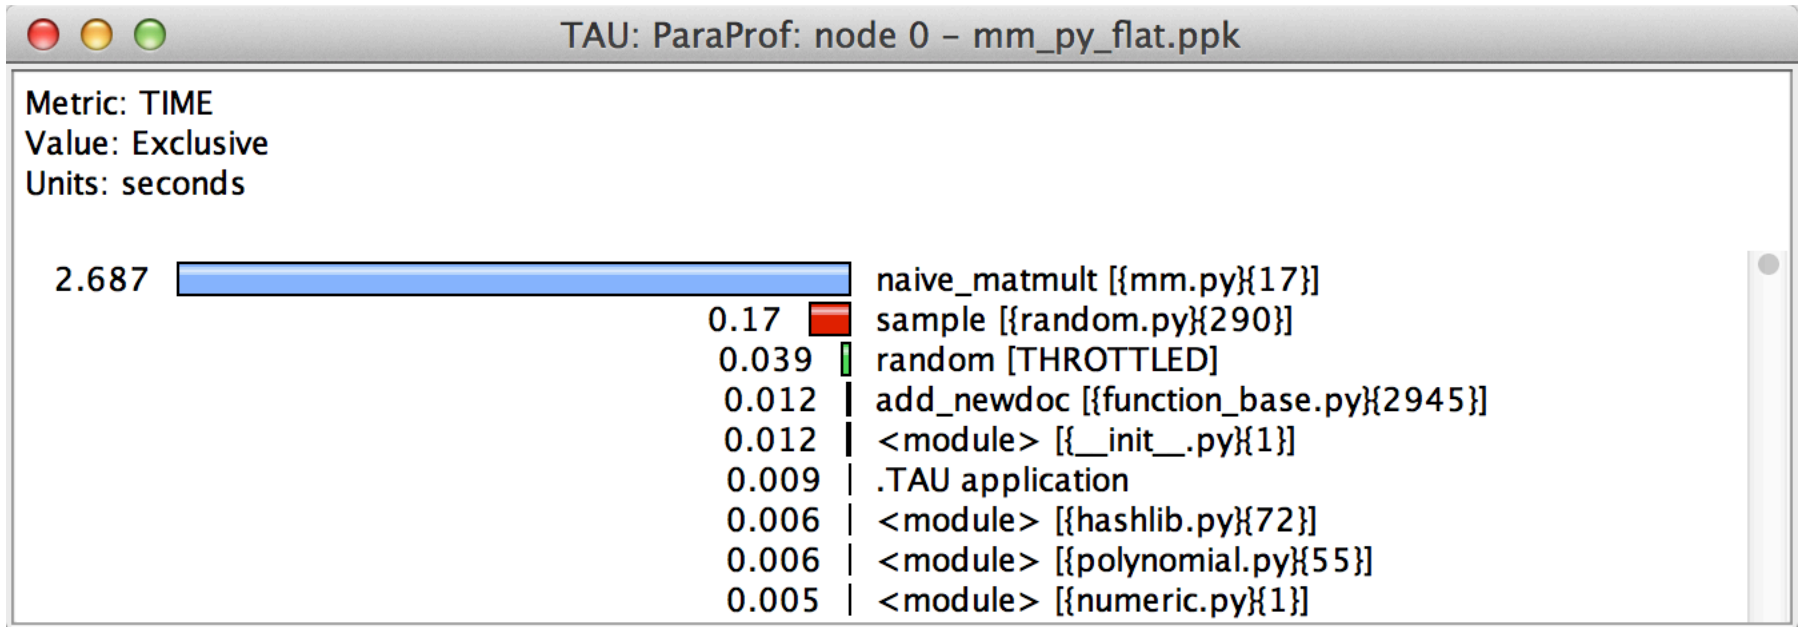 TAU: ParaProf: node 0 – mm_py_flat.ppk
Metric: TIME
Value: Exclusive
Units: seconds
2.687 naive_matmult [{mm.py}{17}]
0.17 sample [{random.py}{290}]
0.039 random [THROTTLED]
0.012 add_newdoc [{function_base.py}{2945}]
0.012 <module> [{__init__.py}{1}]
0.009 .TAU application
0.006 <module> [{hashlib.py}{72}]
0.006 <module> [{polynomial.py}{55}]
0.005 <module> [{numeric.py}{1}]